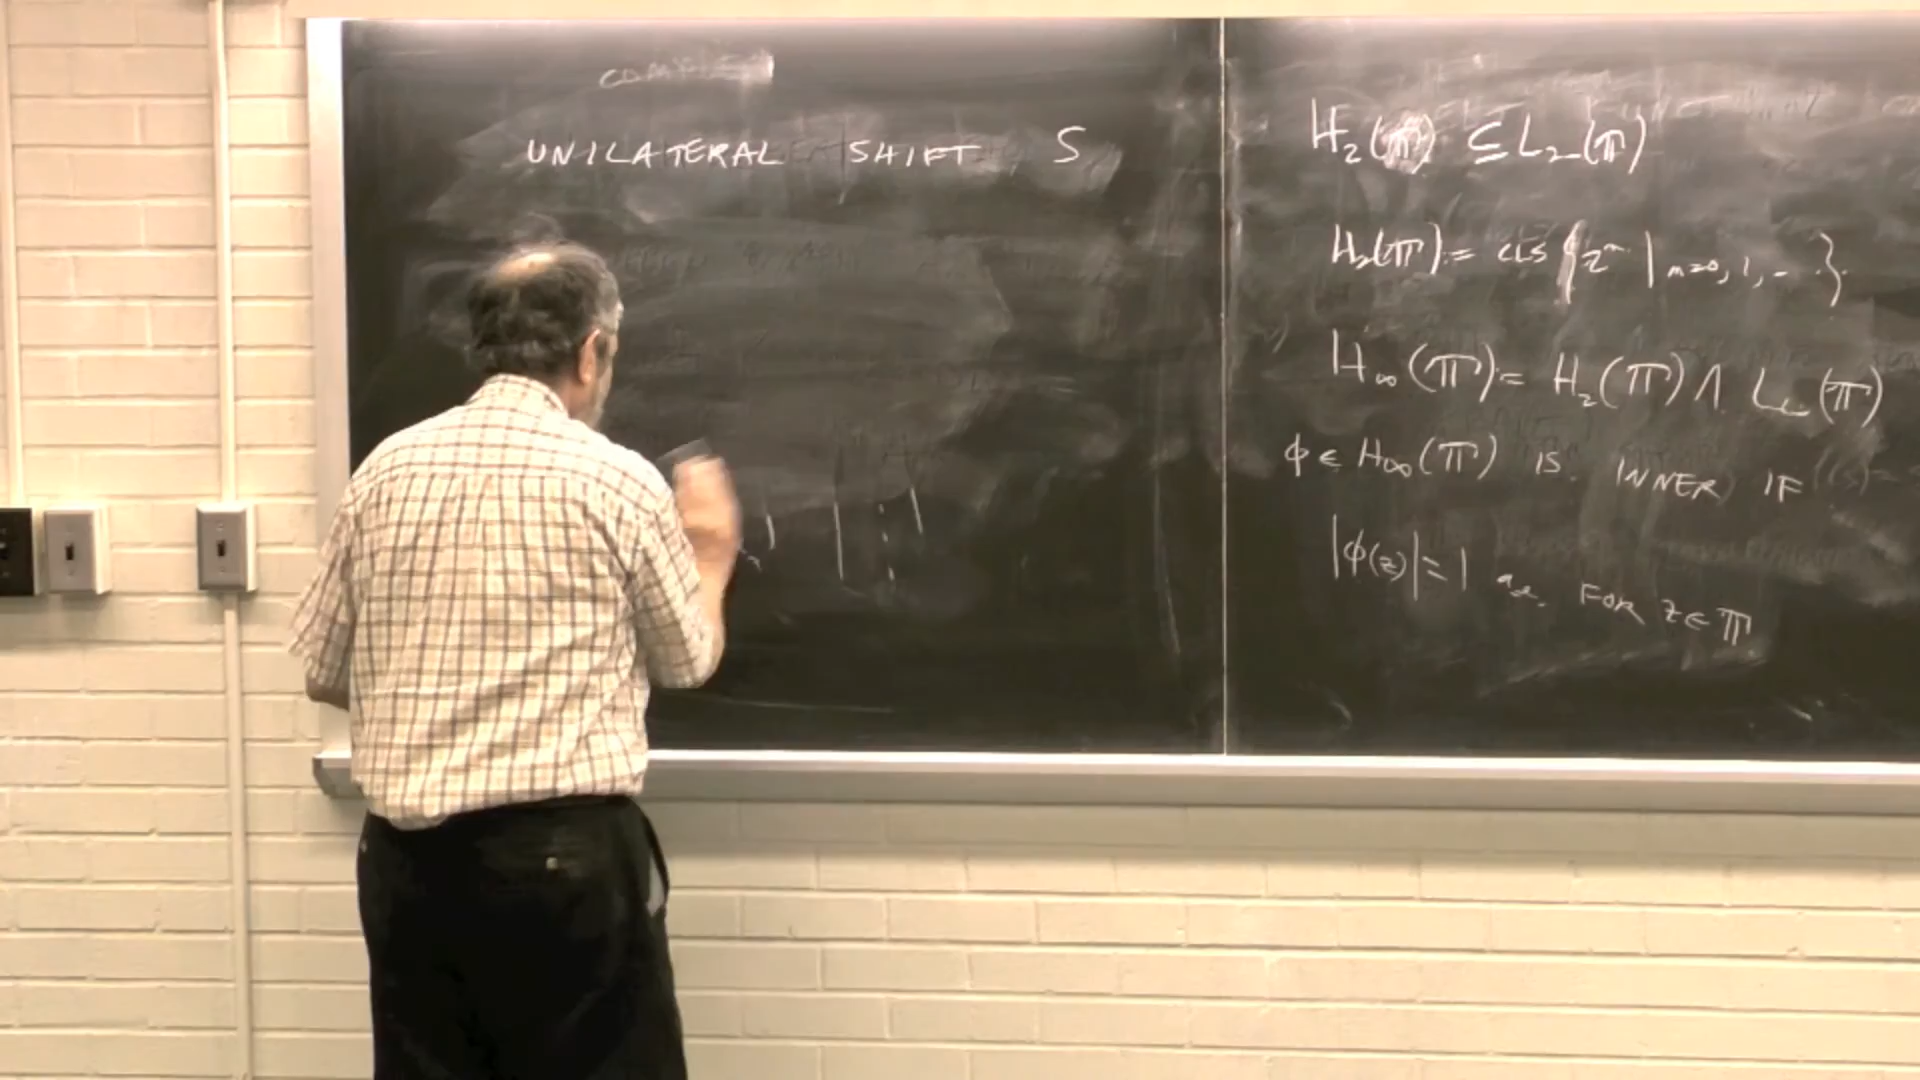 UNILATERAL SHIFT S
H₂(𝕋) ⊆ L₂(𝕋)
H₂(𝕋) = CLS {zⁿ | n=0, 1, - }
H∞(𝕋) = H₂(𝕋) ∩ L∞(𝕋)
φ ∈ H∞(𝕋) IS INNER IF
|φ(z)| = 1 a.e. FOR z ∈ 𝕋